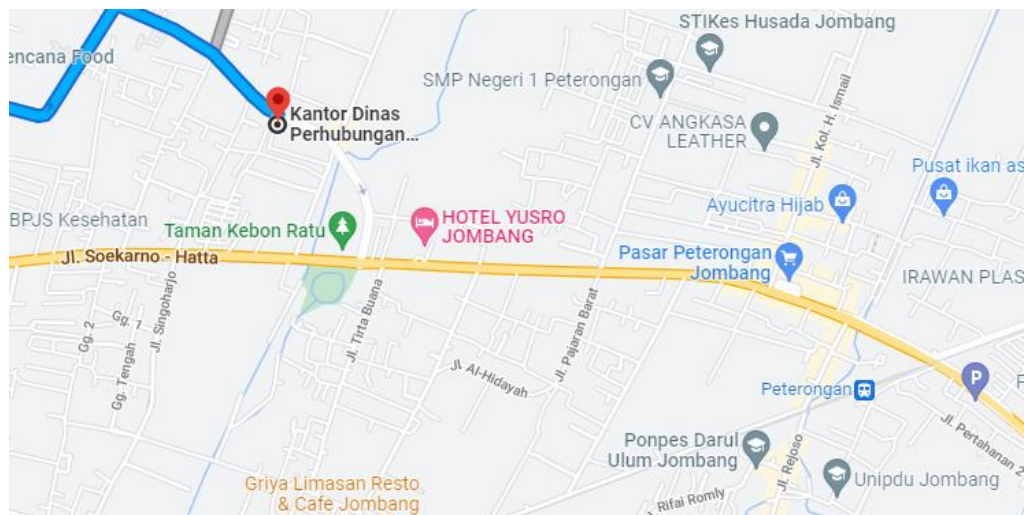 STIKes Husada Jombang
encana Food
SMP Negeri 1 Peterongan
Kantor Dinas
Perhubungan...
CV ANGKASA
LEATHER
Jl. Kol. H. Ismail
Pusat ikan as
Ayucitra Hijab
BPJS Kesehatan
Taman Kebon Ratu
HOTEL YUSRO
JOMBANG
Jl. Soekarno - Hatta
Pasar Peterongan
Jombang
IRAWAN PLAS
Gg. 2
Gg. 1
Jl. Singoharjo
Gg. Tengah
Jl. Tirta Buana
Jl. Pajaran Barat
Jl. Al-Hidayah
Peterongan
P
F
Jl. Pertahanan 2
Ponpes Darul
Ulum Jombang
Jl. Rejoso
Unipdu Jombang
Griya Limasan Resto
& Cafe Jombang
. Rifai Romly